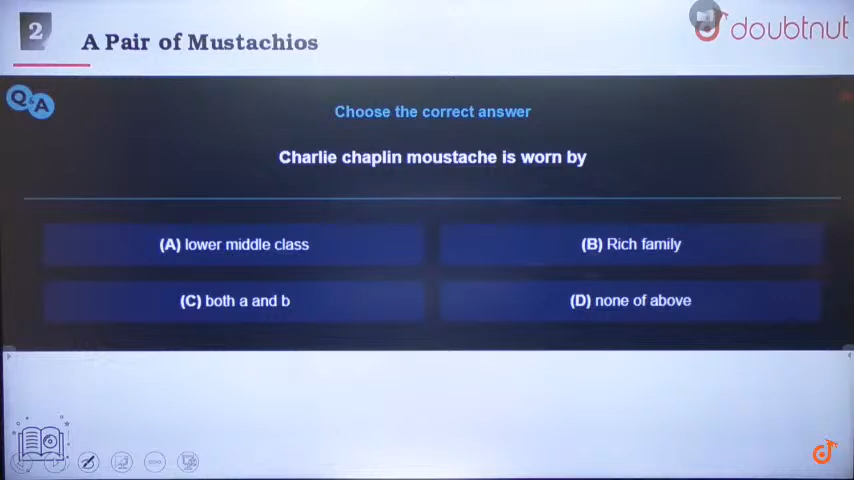 2
A Pair of Mustachios
doubtnut
Q&A
Choose the correct answer
Charlie chaplin moustache is worn by
(A) lower middle class
(B) Rich family
(C) both a and b
(D) none of above